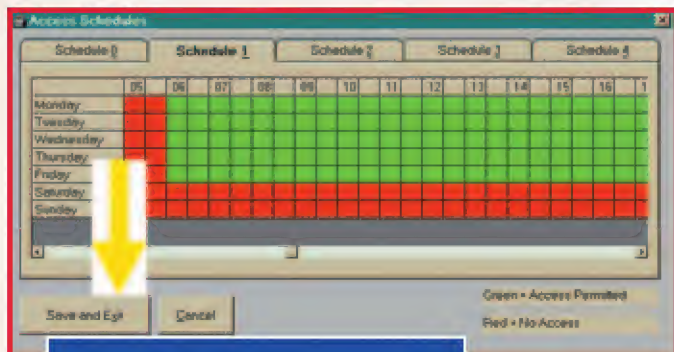 Access Schedules
Schedule 0 Schedule 1 Schedule 2 Schedule 3 Schedule 4
05 06 07 08 09 10 11 12 13 14 15 16 1
Monday
Tuesday
Wednesday
Thursday
Friday
Saturday
Sunday
Save and Exit Cancel
Green = Access Permitted
Red = No Access